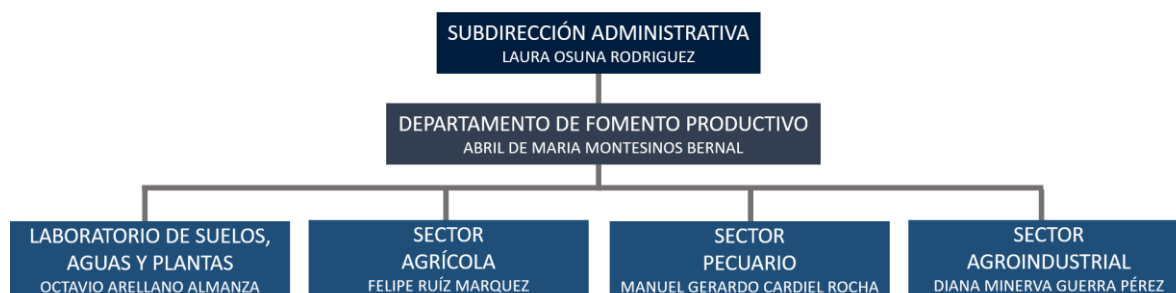 SUBDIRECCIÓN ADMINISTRATIVA
LAURA OSUNA RODRIGUEZ
DEPARTAMENTO DE FOMENTO PRODUCTIVO
ABRIL DE MARIA MONTESINOS BERNAL
LABORATORIO DE SUELOS,
AGUAS Y PLANTAS
OCTAVIO ARELLANO ALMANZA
SECTOR
AGRÍCOLA
FELIPE RUÍZ MARQUEZ
SECTOR
PECUARIO
MANUEL GERARDO CARDIEL ROCHA
SECTOR
AGROINDUSTRIAL
DIANA MINERVA GUERRA PÉREZ